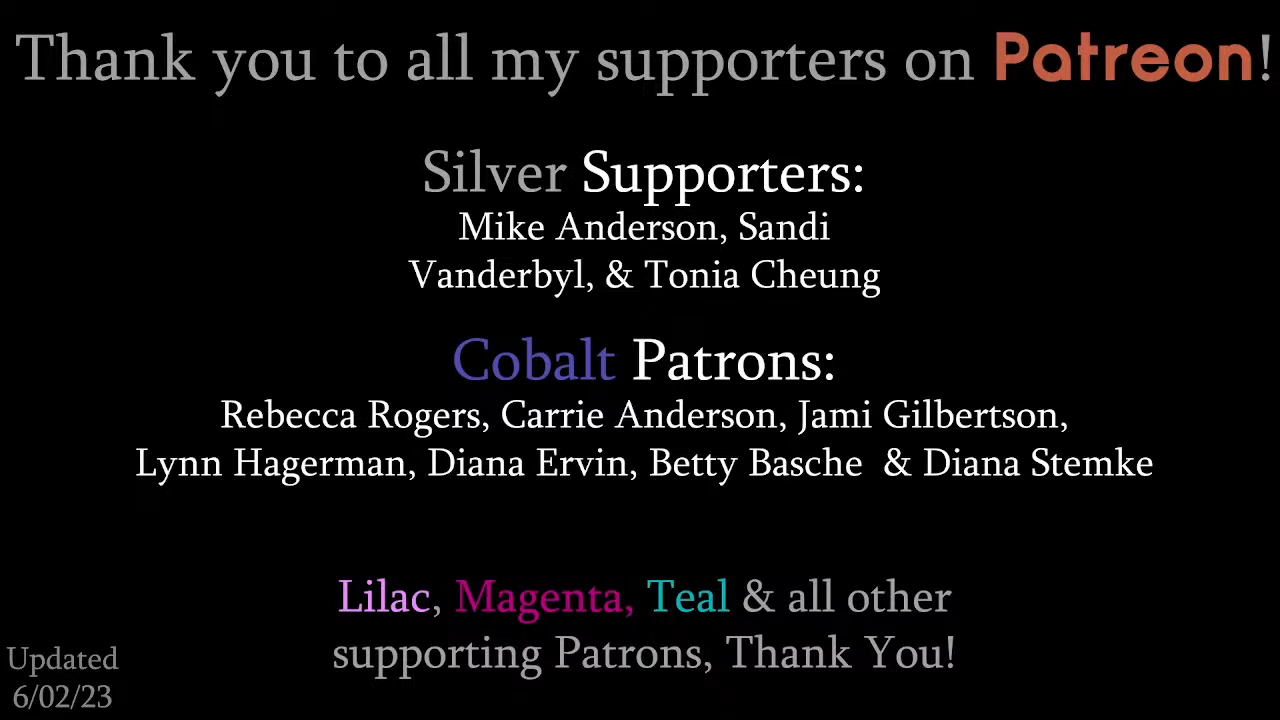 Thank you to all my supporters on Patreon!
Silver Supporters:
Mike Anderson, Sandi
Vanderbyl, & Tonia Cheung
Cobalt Patrons:
Rebecca Rogers, Carrie Anderson, Jami Gilbertson,
Lynn Hagerman, Diana Ervin, Betty Basche & Diana Stemke
Lilac, Magenta, Teal & all other
supporting Patrons, Thank You!
Updated
6/02/23